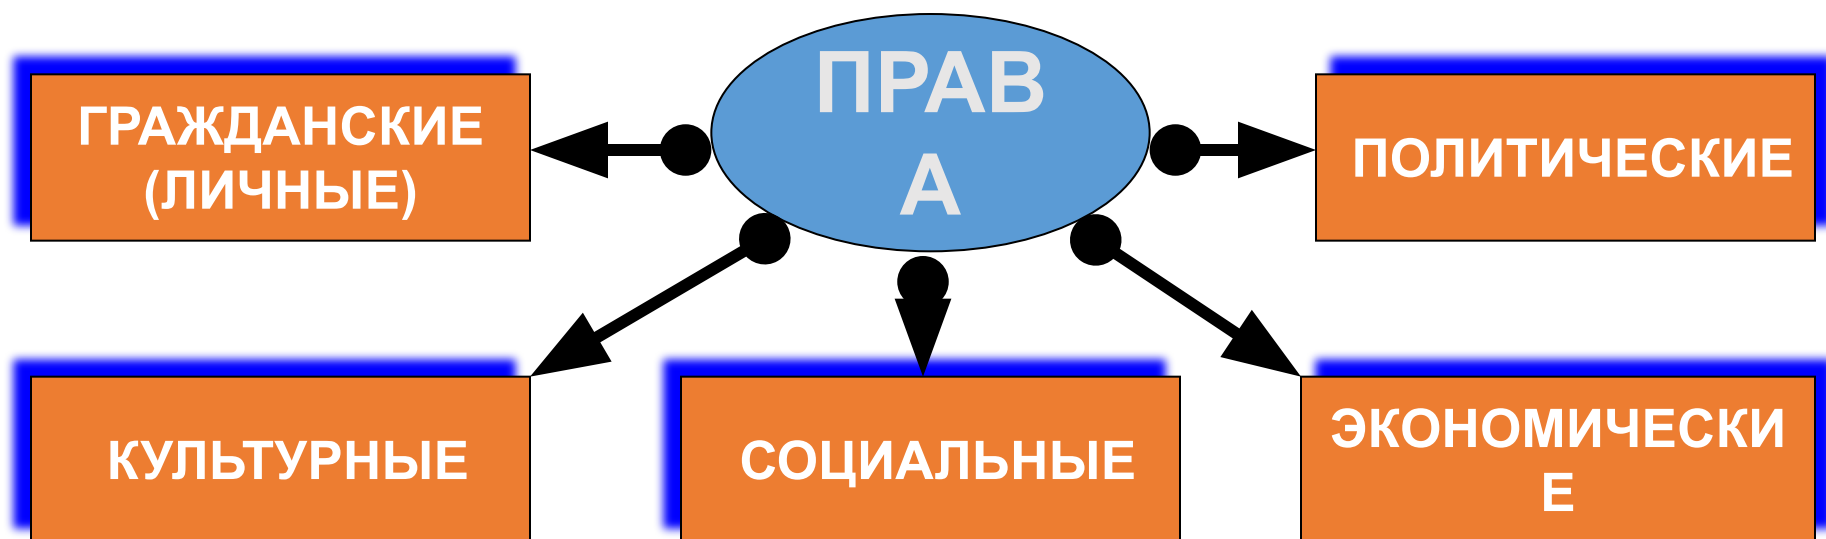 ПРАВ
А
ГРАЖДАНСКИЕ
(ЛИЧНЫЕ)
ПОЛИТИЧЕСКИЕ
КУЛЬТУРНЫЕ
СОЦИАЛЬНЫЕ
ЭКОНОМИЧЕСКИ
Е